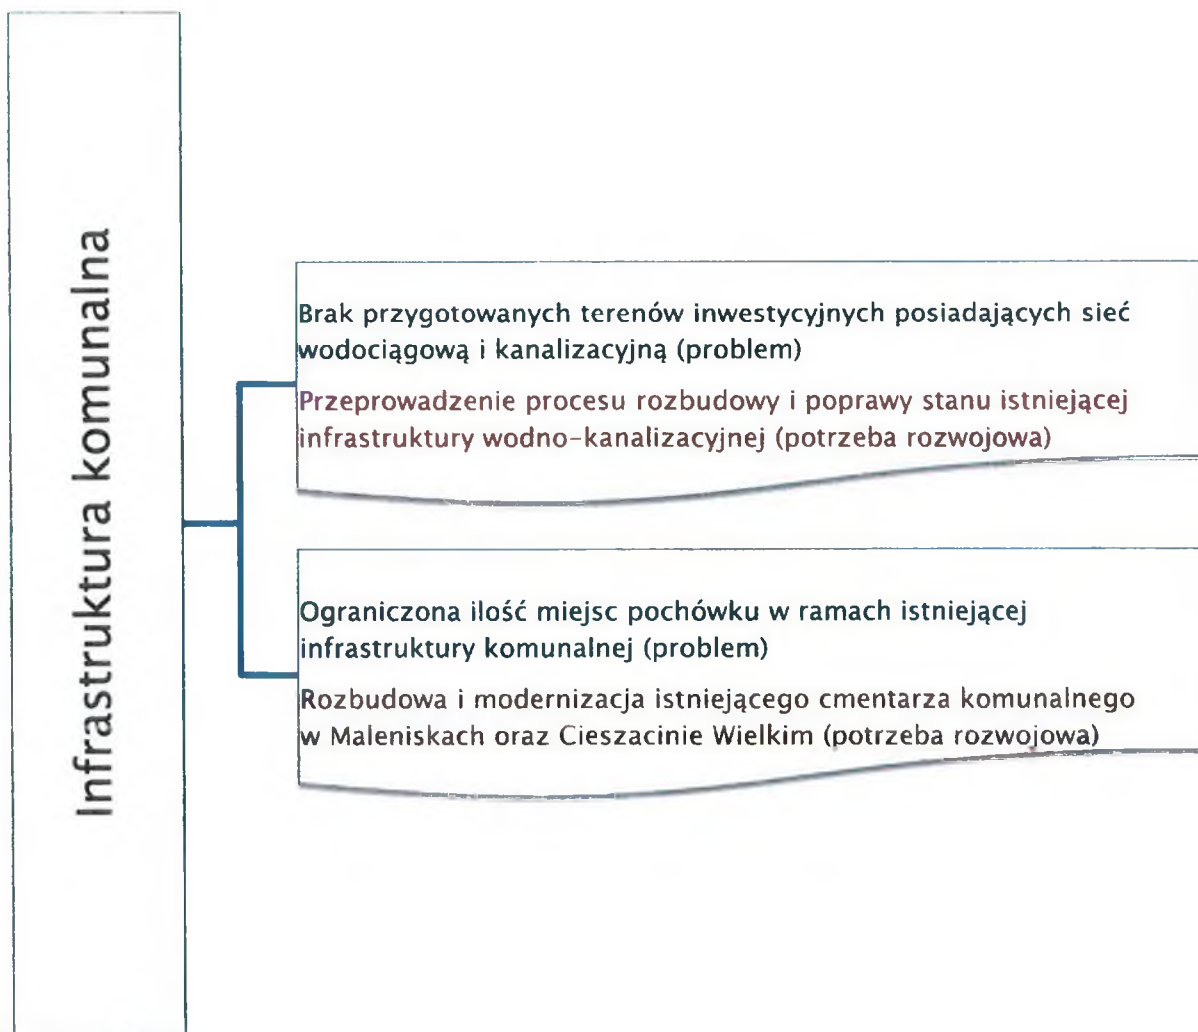 Infrastruktura komunalna
Brak przygotowanych terenów inwestycyjnych posiadających sieć
wodociągową i kanalizacyjną (problem)
Przeprowadzenie procesu rozbudowy i poprawy stanu istniejącej
infrastruktury wodno-kanalizacyjnej (potrzeba rozwojowa)
Ograniczona ilość miejsc pochówku w ramach istniejącej
infrastruktury komunalnej (problem)
Rozbudowa i modernizacja istniejącego cmentarza komunalnego
w Maleniskach oraz Cieszacinie Wielkim (potrzeba rozwojowa)